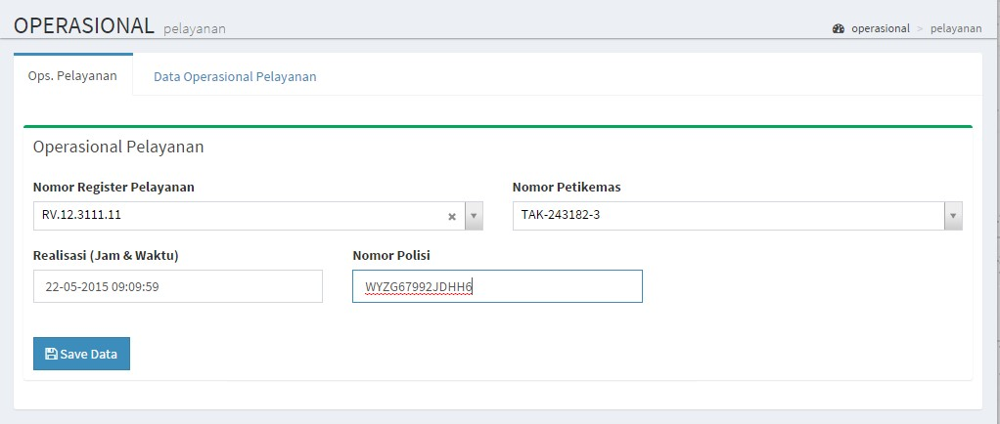 OPERASIONAL pelayanan
operasional > pelayanan
Ops. Pelayanan
Data Operasional Pelayanan
Operasional Pelayanan
Nomor Register Pelayanan
Nomor Petikemas
RV.12.3111.11
TAK-243182-3
Realisasi (Jam & Waktu)
Nomor Polisi
22-05-2015 09:09:59
WYZG67992JDHH6
Save Data